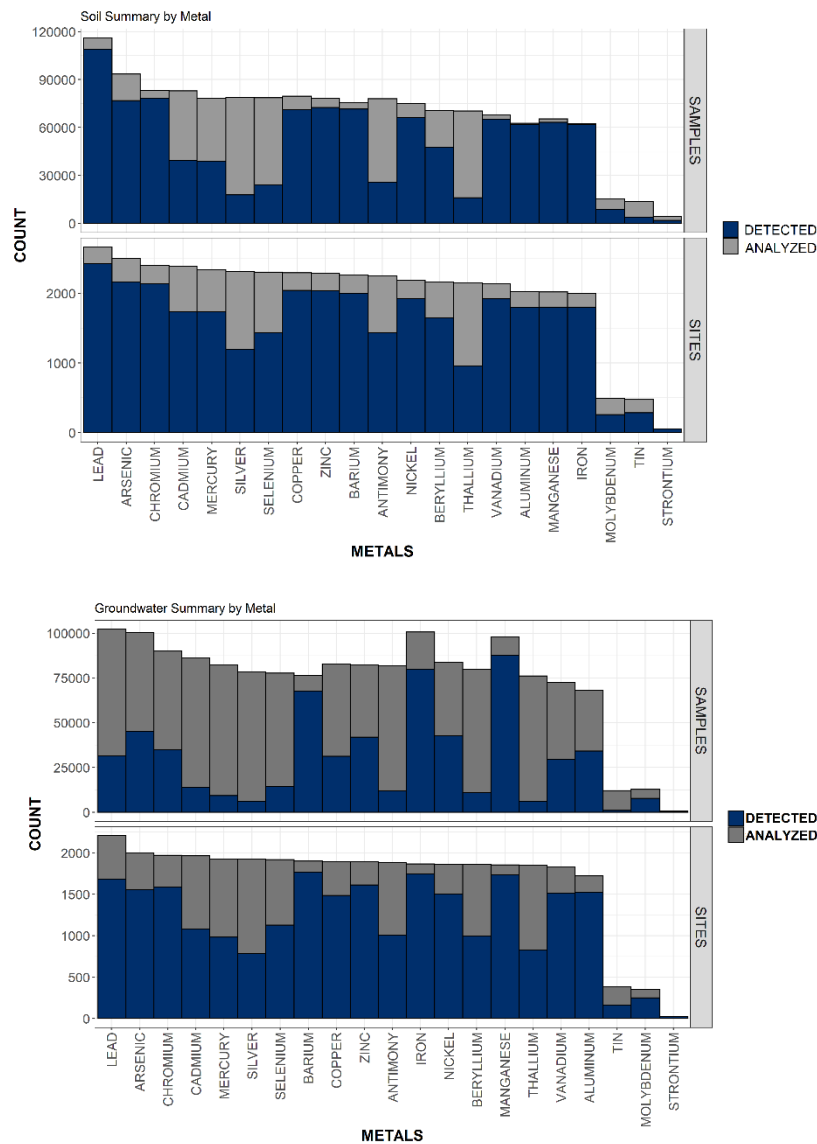 Soil Summary by Metal
120000
90000
60000
30000
0
SAMPLES
2000
1000
0
SITES
COUNT
DETECTED
ANALYZED
LEAD
ARSENIC
CHROMIUM
CADMIUM
MERCURY
SILVER
SELENIUM
COPPER
ZINC
BARIUM
ANTIMONY
NICKEL
BERYLLIUM
THALLIUM
VANADIUM
ALUMINUM
MANGANESE
IRON
MOLYBDENUM
TIN
STRONTIUM
METALS
Groundwater Summary by Metal
100000
75000
50000
25000
0
SAMPLES
2000
1500
1000
500
0
SITES
COUNT
DETECTED
ANALYZED
LEAD
ARSENIC
CHROMIUM
CADMIUM
MERCURY
SILVER
SELENIUM
BARIUM
COPPER
ZINC
ANTIMONY
IRON
NICKEL
BERYLLIUM
MANGANESE
THALLIUM
VANADIUM
ALUMINUM
TIN
MOLYBDENUM
STRONTIUM
METALS